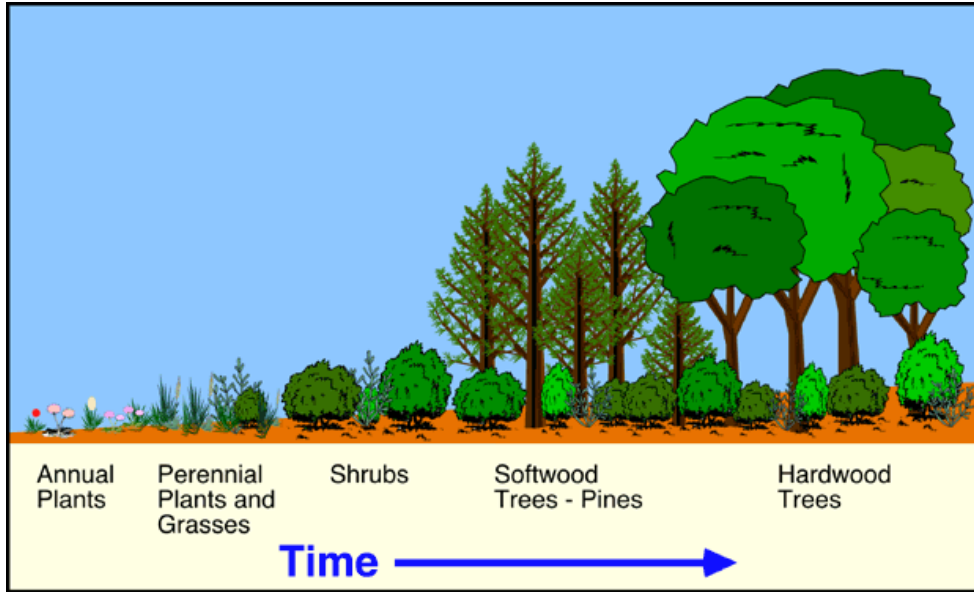 Annual
Plants
Perennial
Plants and
Grasses
Shrubs
Softwood
Trees - Pines
Hardwood
Trees
Time